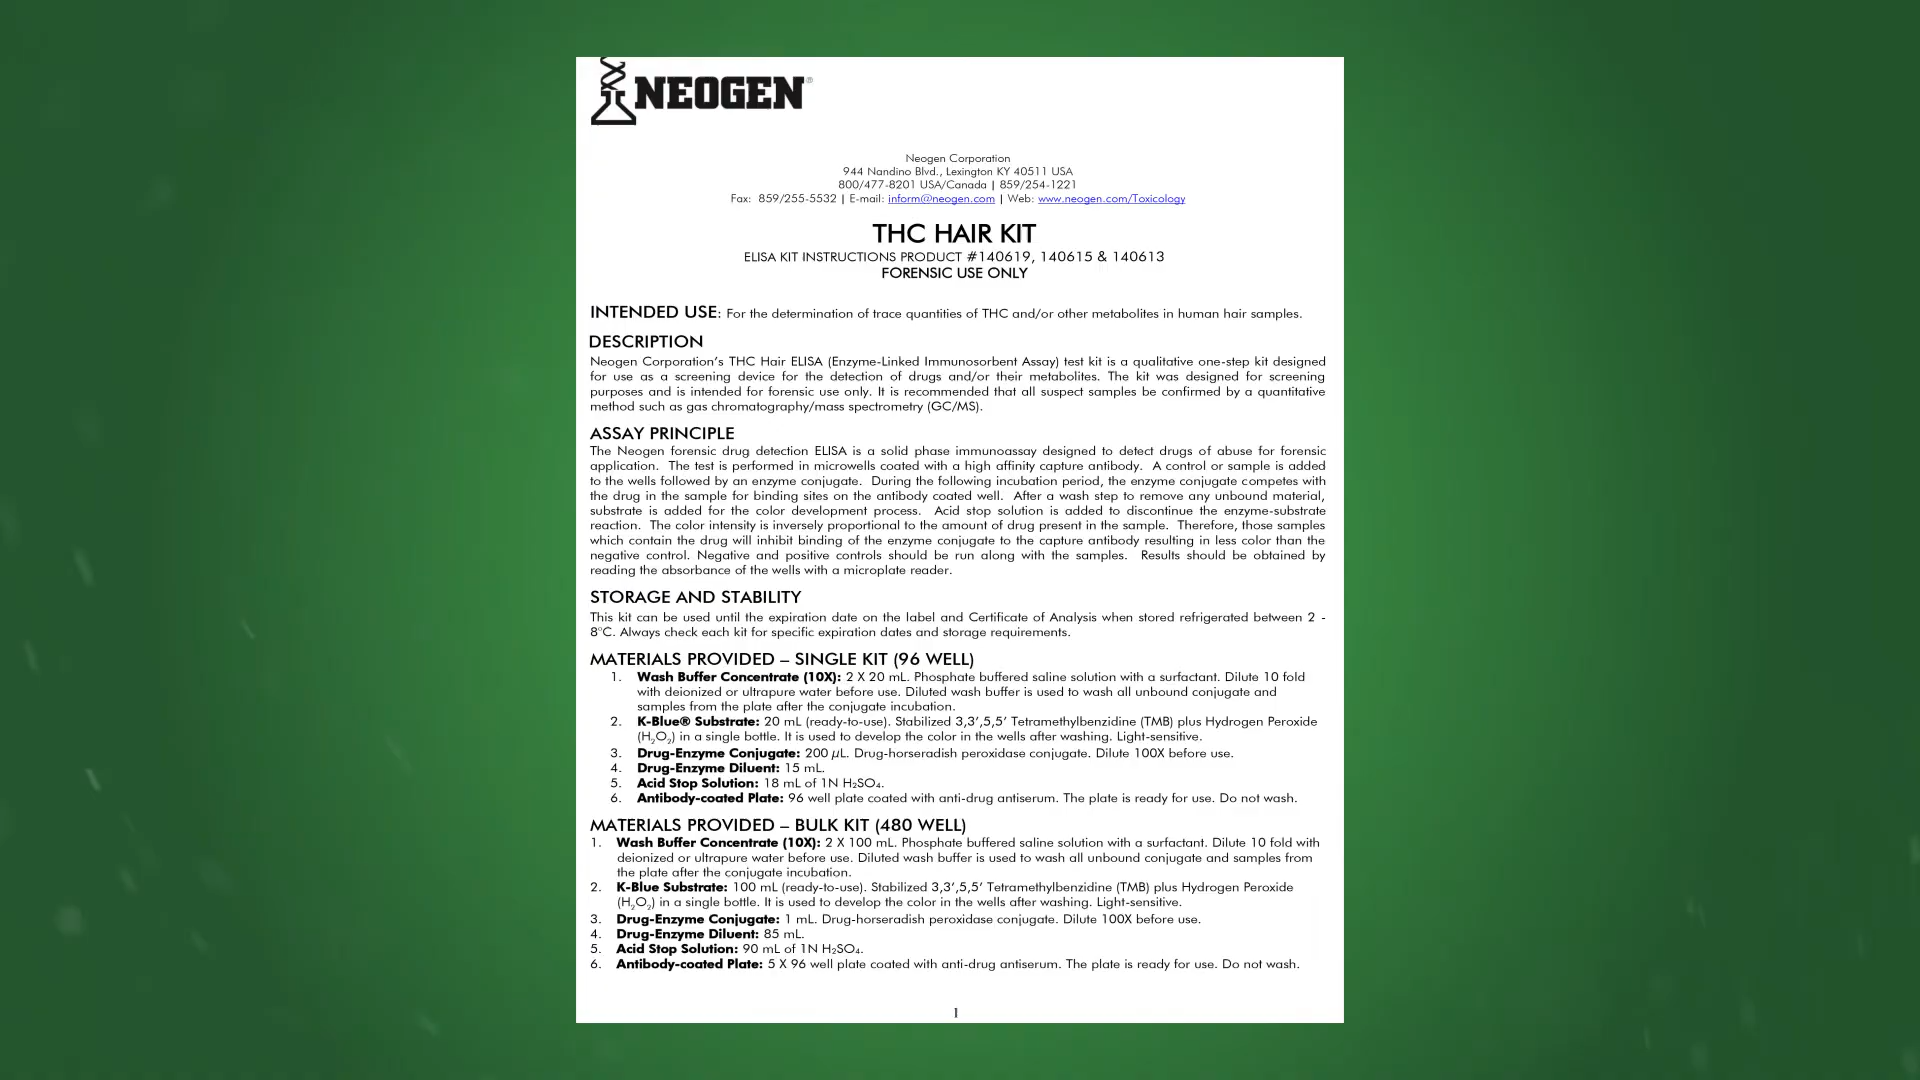 NEOGEN®
Neogen Corporation
944 Nandino Blvd., Lexington KY 40511 USA
800/477-8201 USA/Canada | 859/254-1221
Fax: 859/255-5532 | E-mail: inform@neogen.com | Web: www.neogen.com/Toxicology
THC HAIR KIT
ELISA KIT INSTRUCTIONS PRODUCT #140619, 140615 & 140613
FORENSIC USE ONLY
INTENDED USE: For the determination of trace quantities of THC and/or other metabolites in human hair samples.
DESCRIPTION
Neogen Corporation's THC Hair ELISA (Enzyme-Linked Immunosorbent Assay) test kit is a qualitative one-step kit designed
for use as a screening device for the detection of drugs and/or their metabolites. The kit was designed for screening
purposes and is intended for forensic use only. It is recommended that all suspect samples be confirmed by a quantitative
method such as gas chromatography/mass spectrometry (GC/MS).
ASSAY PRINCIPLE
The Neogen forensic drug detection ELISA is a solid phase immunoassay designed to detect drugs of abuse for forensic
application. The test is performed in microwells coated with a high affinity capture antibody. A control or sample is added
to the wells followed by an enzyme conjugate. During the following incubation period, the enzyme conjugate competes with
the drug in the sample for binding sites on the antibody coated well. After a wash step to remove any unbound material,
substrate is added for the color development process. Acid stop solution is added to discontinue the enzyme-substrate
reaction. The color intensity is inversely proportional to the amount of drug present in the sample. Therefore, those samples
which contain the drug will inhibit binding of the enzyme conjugate to the capture antibody resulting in less color than the
negative control. Negative and positive controls should be run along with the samples. Results should be obtained by
reading the absorbance of the wells with a microplate reader.
STORAGE AND STABILITY
This kit can be used until the expiration date on the label and Certificate of Analysis when stored refrigerated between 2 -
8°C. Always check each kit for specific expiration dates and storage requirements.
MATERIALS PROVIDED – SINGLE KIT (96 WELL)
1. Wash Buffer Concentrate (10X): 2 X 20 mL. Phosphate buffered saline solution with a surfactant. Dilute 10 fold
with deionized or ultrapure water before use. Diluted wash buffer is used to wash all unbound conjugate and
samples from the plate after the conjugate incubation.
2. K-Blue® Substrate: 20 mL (ready-to-use). Stabilized 3,3',5,5' Tetramethylbenzidine (TMB) plus Hydrogen Peroxide
(H₂O₂) in a single bottle. It is used to develop the color in the wells after washing. Light-sensitive.
3. Drug-Enzyme Conjugate: 200 µL. Drug-horseradish peroxidase conjugate. Dilute 100X before use.
4. Drug-Enzyme Diluent: 15 mL.
5. Acid Stop Solution: 18 mL of 1N H₂SO₄.
6. Antibody-coated Plate: 96 well plate coated with anti-drug antiserum. The plate is ready for use. Do not wash.
MATERIALS PROVIDED – BULK KIT (480 WELL)
1. Wash Buffer Concentrate (10X): 2 X 100 mL. Phosphate buffered saline solution with a surfactant. Dilute 10 fold with
deionized or ultrapure water before use. Diluted wash buffer is used to wash all unbound conjugate and samples from
the plate after the conjugate incubation.
2. K-Blue Substrate: 100 mL (ready-to-use). Stabilized 3,3',5,5' Tetramethylbenzidine (TMB) plus Hydrogen Peroxide
(H₂O₂) in a single bottle. It is used to develop the color in the wells after washing. Light-sensitive.
3. Drug-Enzyme Conjugate: 1 mL. Drug-horseradish peroxidase conjugate. Dilute 100X before use.
4. Drug-Enzyme Diluent: 85 mL.
5. Acid Stop Solution: 90 mL of 1N H₂SO₄.
6. Antibody-coated Plate: 5 X 96 well plate coated with anti-drug antiserum. The plate is ready for use. Do not wash.
1